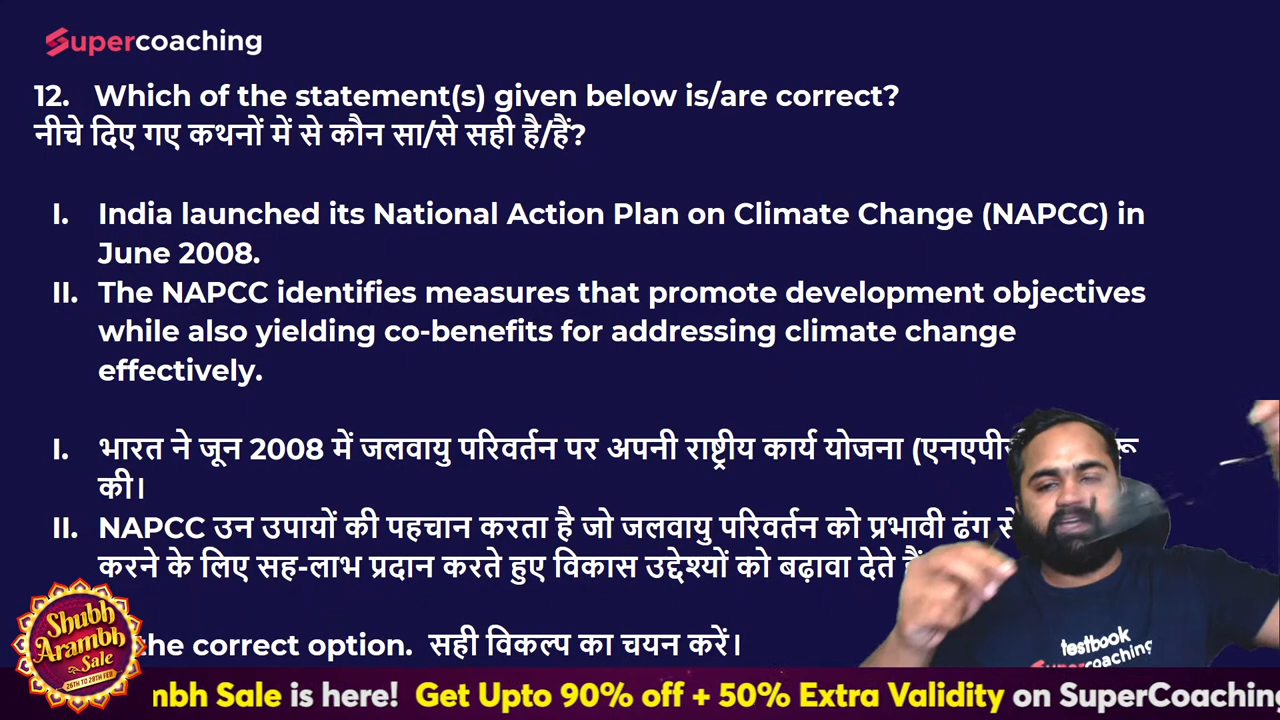 Supercoaching
12. Which of the statement(s) given below is/are correct?
नीचे दिए गए कथनों में से कौन सा/से सही है/हैं?
I. India launched its National Action Plan on Climate Change (NAPCC) in
June 2008.
II. The NAPCC identifies measures that promote development objectives
while also yielding co-benefits for addressing climate change
effectively.
I. भारत ने जून 2008 में जलवायु परिवर्तन पर अपनी राष्ट्रीय कार्य योजना
की।
II. NAPCC उन उपायों की पहचान करता है जो जलवायु परिवर्तन को प्रभावी ढंग से
करने के लिए सह-लाभ प्रदान करते हुए विकास उद्देश्यों को बढ़ावा देते
the correct option. सही विकल्प का चयन करें।
testbook
Supercoaching
Shubh
Arambh
Sale
26TH TO 28TH FEB
mbh Sale is here! Get Upto 90% off + 50% Extra Validity on SuperCoaching